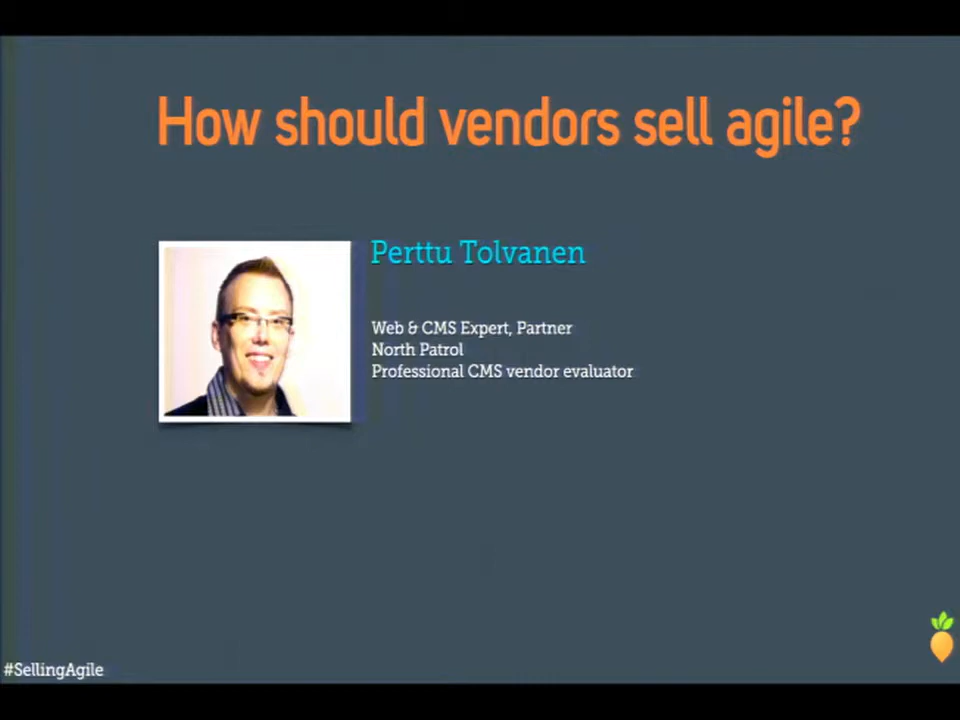 How should vendors sell agile?
Perttu Tolvanen
Web & CMS Expert, Partner
North Patrol
Professional CMS vendor evaluator
#SellingAgile